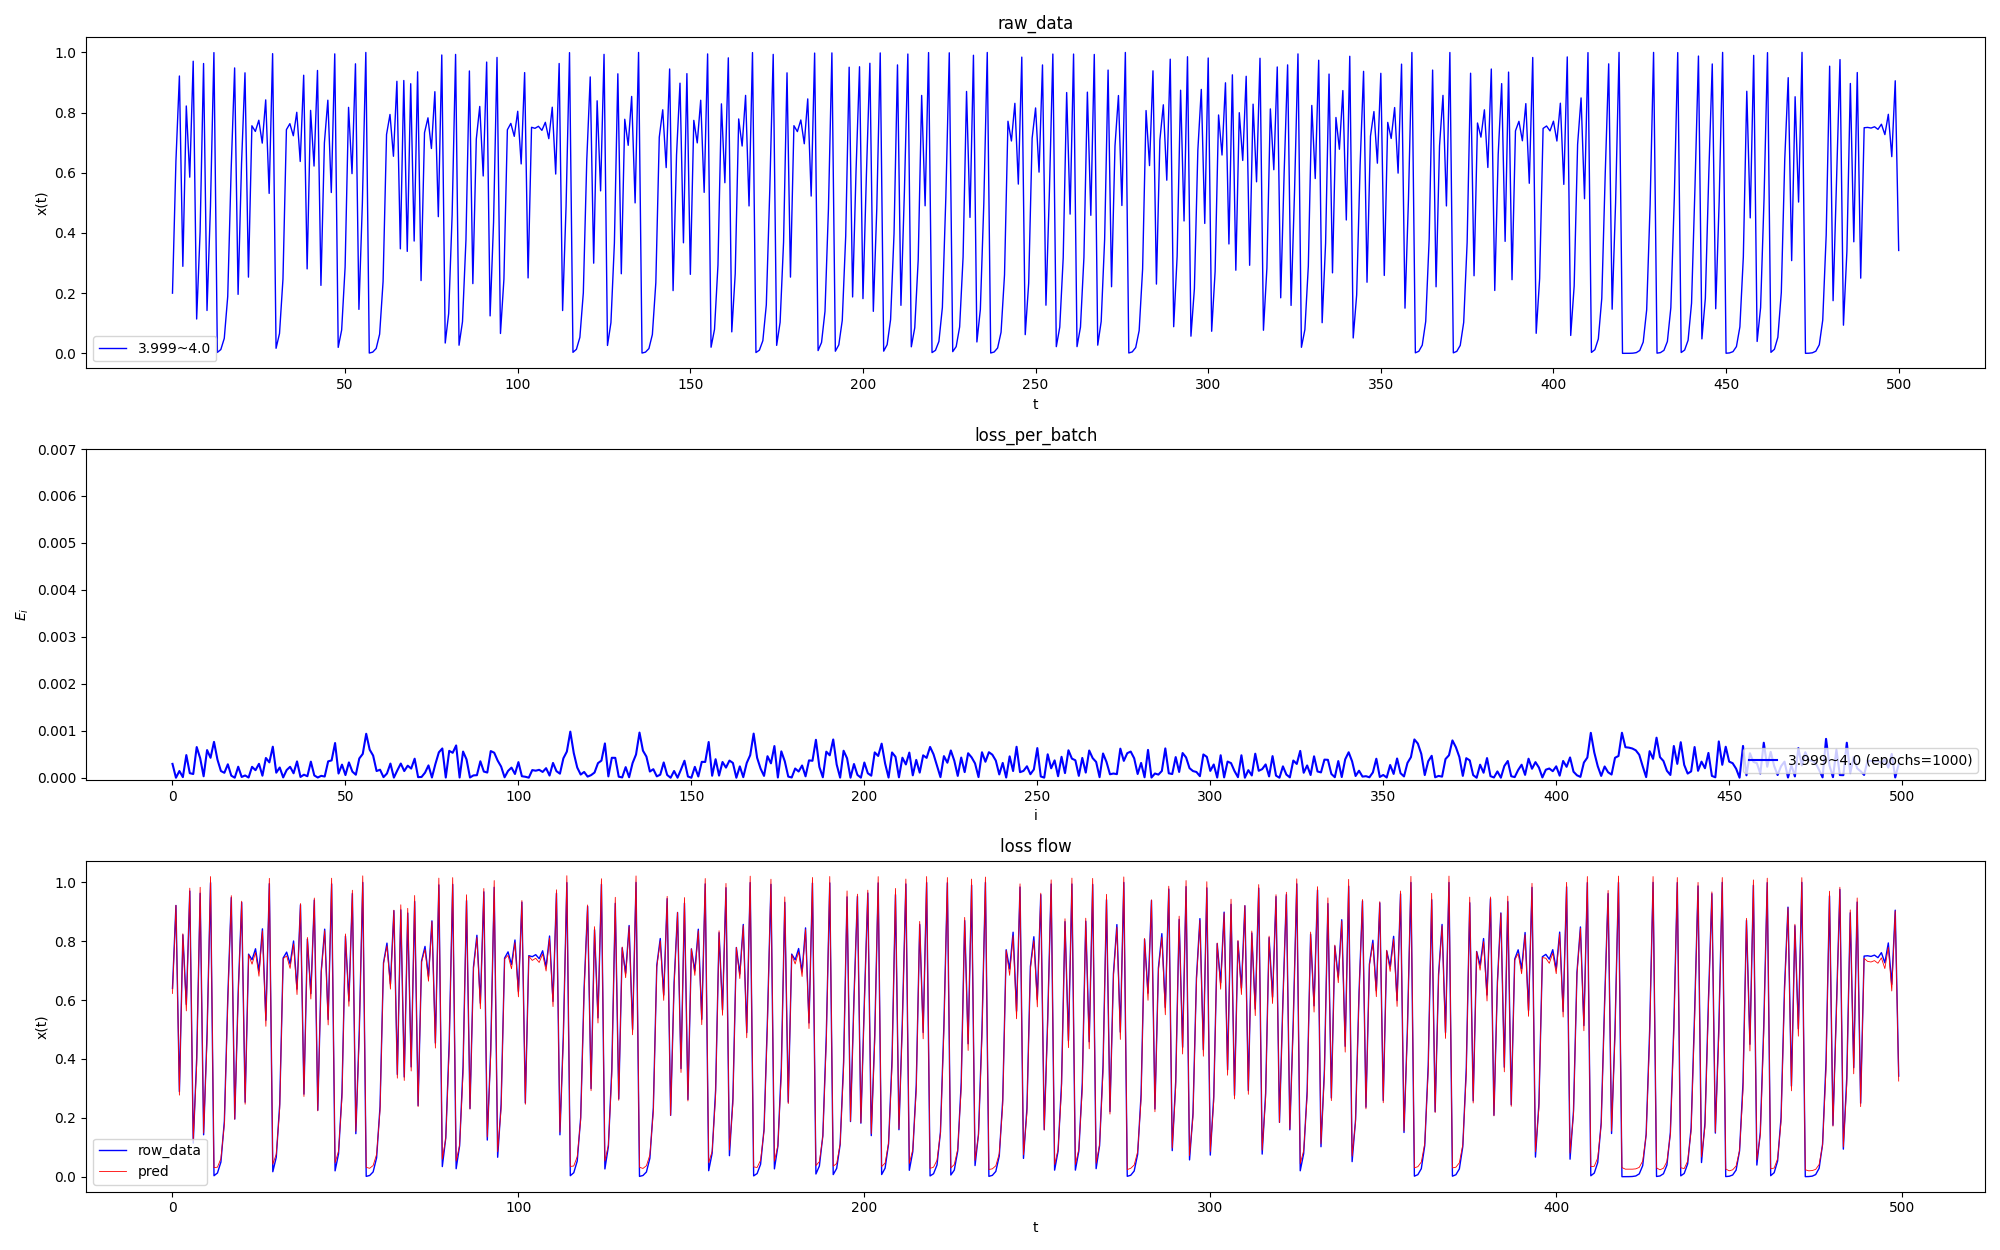 raw_data
1.0
0.8
0.6
0.4
0.2
0.0
x(t)
3.999~4.0
50 100 150 200 250 300 350 400 450 500
t
loss_per_batch
0.007
0.006
0.005
0.004
0.003
0.002
0.001
0.000
E_i
3.999~4.0 (epochs=1000)
0 50 100 150 200 250 300 350 400 450 500
i
loss flow
1.0
0.8
0.6
0.4
0.2
0.0
x(t)
row_data
pred
0 100 200 300 400 500
t